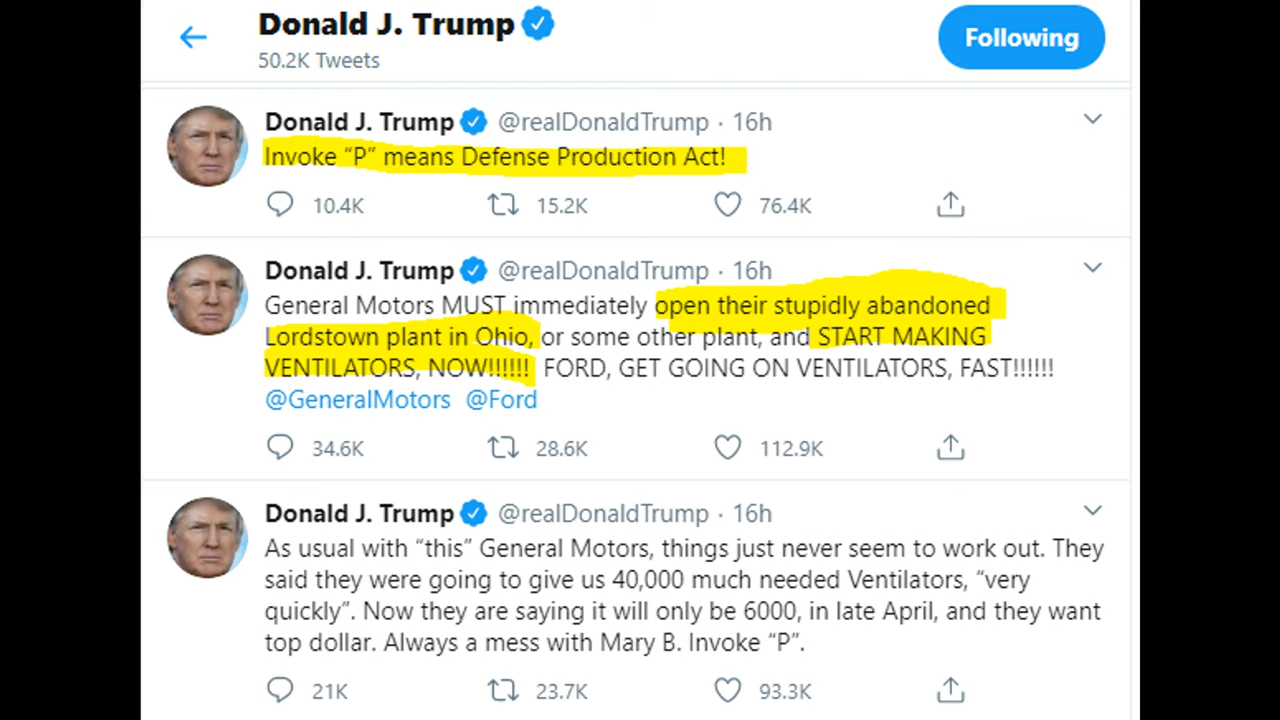 Donald J. Trump
50.2K Tweets
Following
Donald J. Trump @realDonaldTrump · 16h
Invoke “P” means Defense Production Act!
10.4K 15.2K 76.4K
Donald J. Trump @realDonaldTrump · 16h
General Motors MUST immediately open their stupidly abandoned
Lordstown plant in Ohio, or some other plant, and START MAKING
VENTILATORS, NOW!!!!!! FORD, GET GOING ON VENTILATORS, FAST!!!!!!
@GeneralMotors @Ford
34.6K 28.6K 112.9K
Donald J. Trump @realDonaldTrump · 16h
As usual with “this” General Motors, things just never seem to work out. They
said they were going to give us 40,000 much needed Ventilators, “very
quickly”. Now they are saying it will only be 6000, in late April, and they want
top dollar. Always a mess with Mary B. Invoke “P”.
21K 23.7K 93.3K